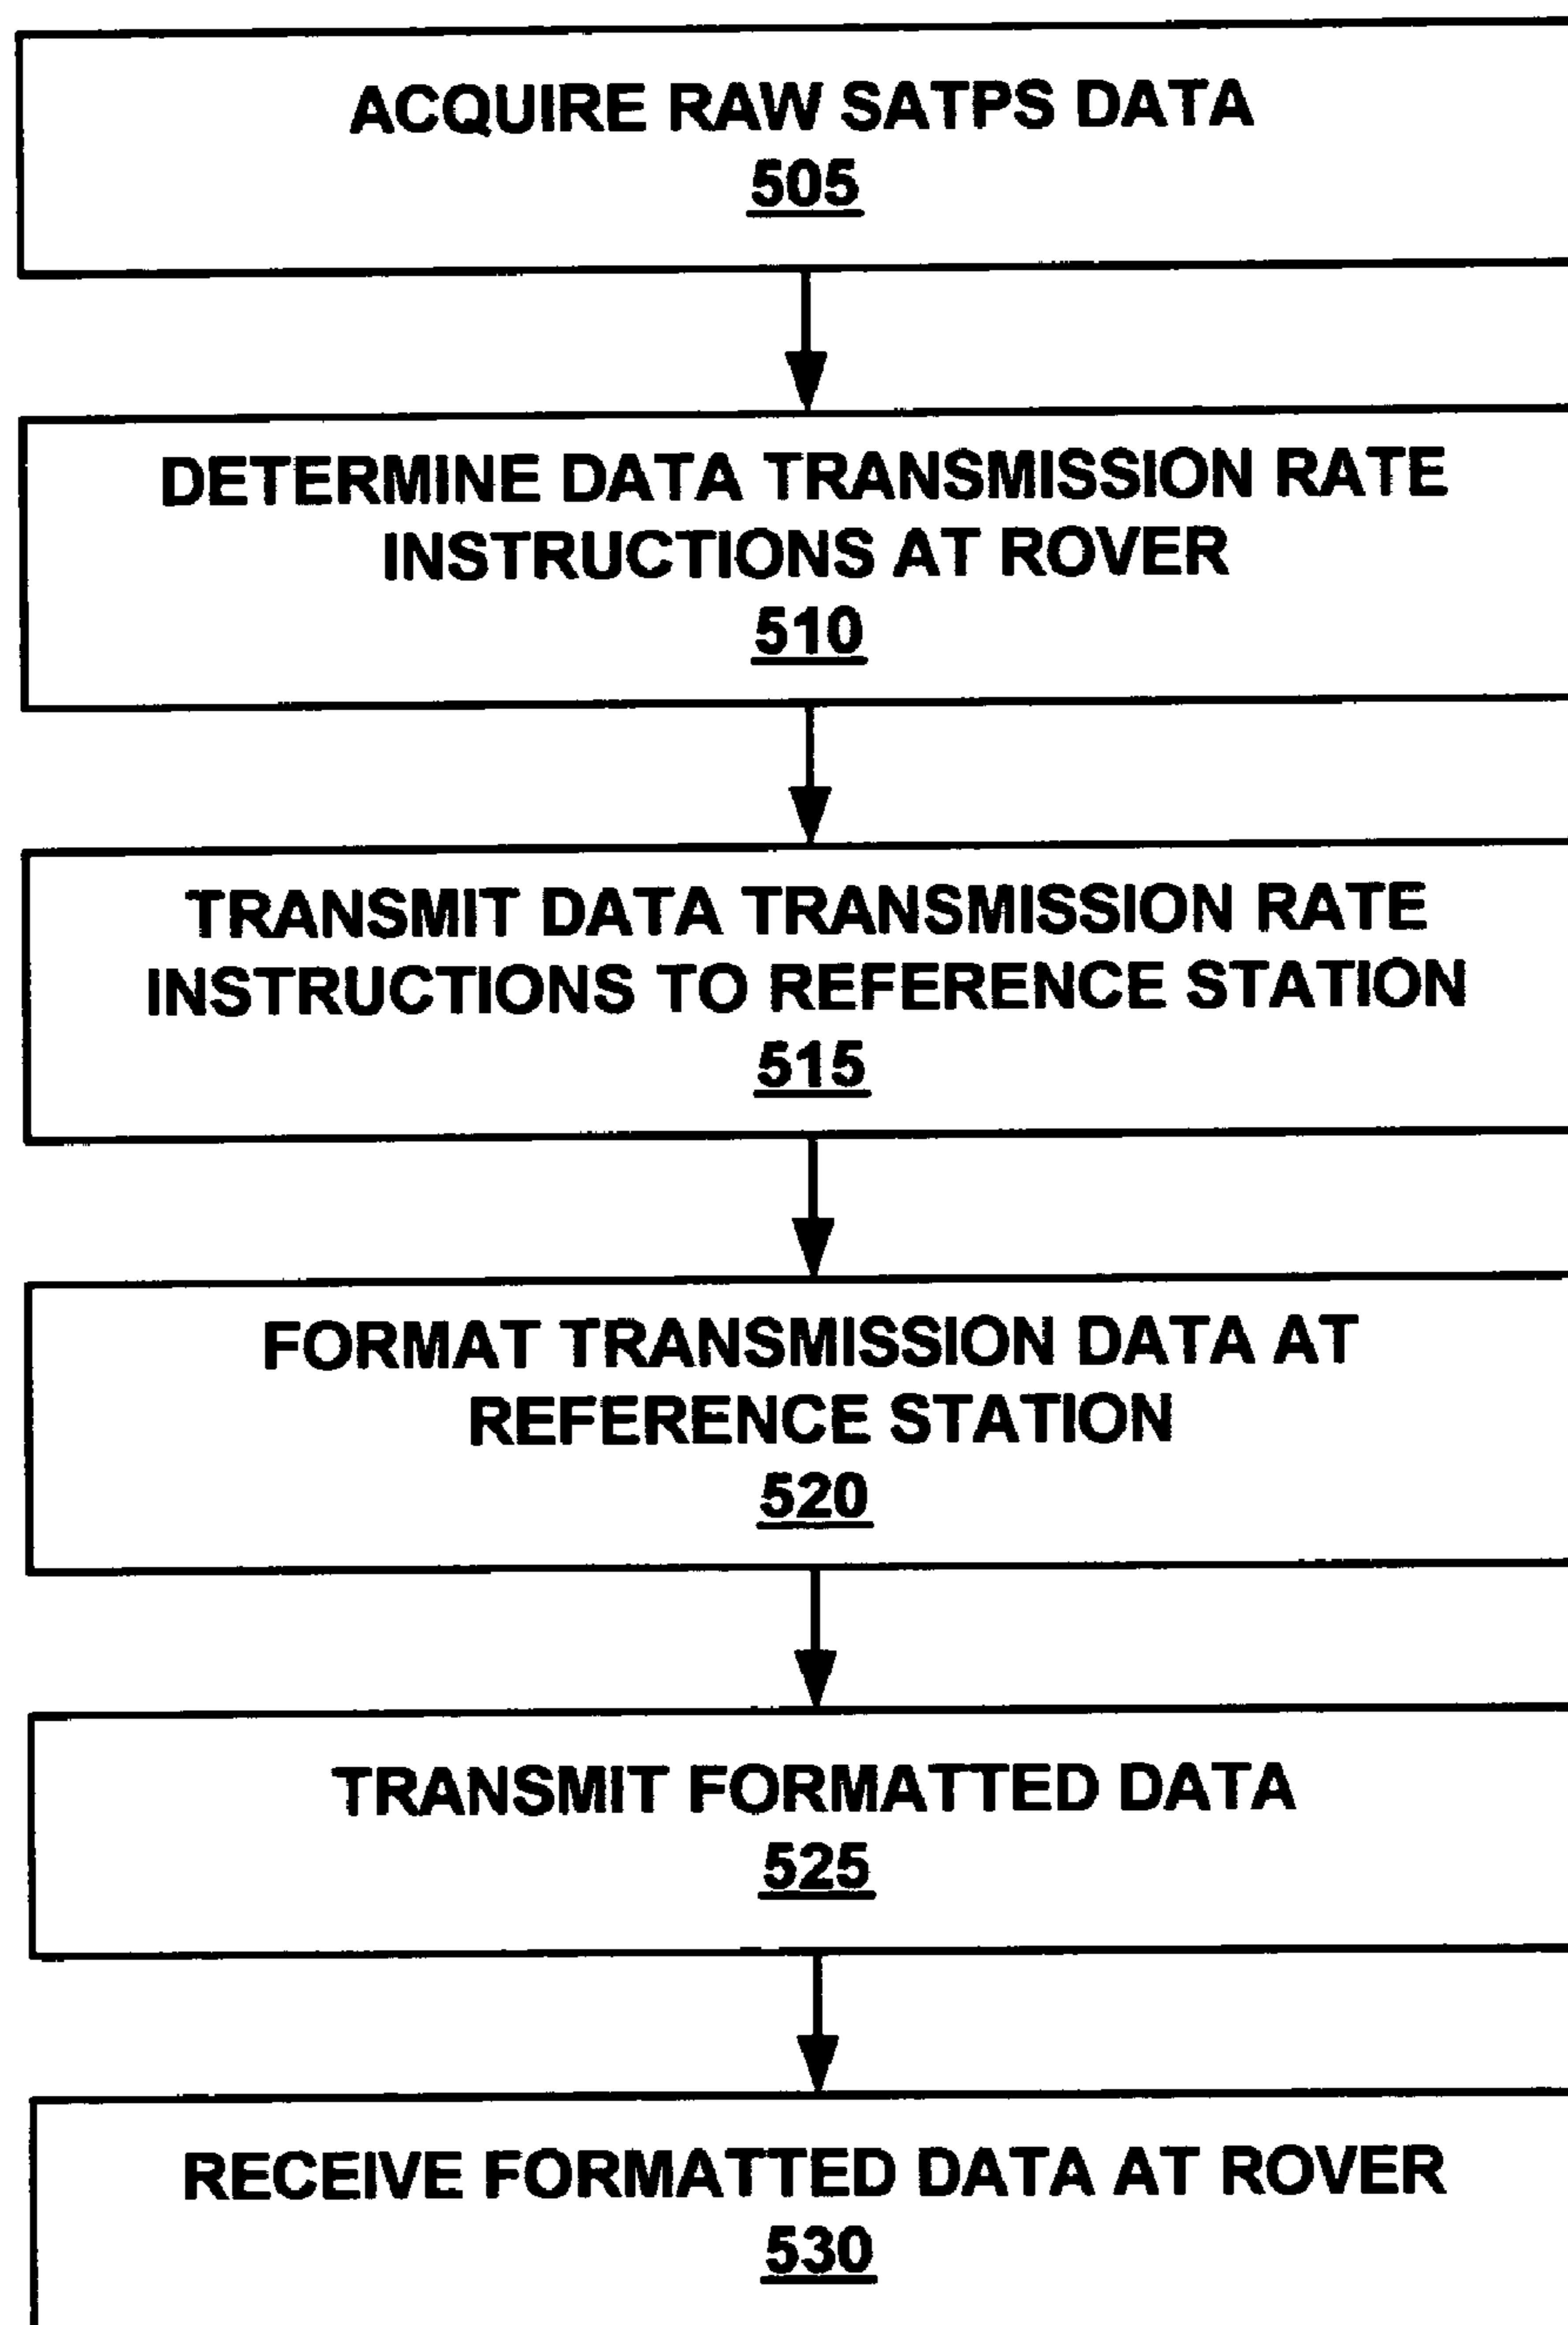 ACQUIRE RAW SATPS DATA
505
DETERMINE DATA TRANSMISSION RATE
INSTRUCTIONS AT ROVER
510
TRANSMIT DATA TRANSMISSION RATE
INSTRUCTIONS TO REFERENCE STATION
515
FORMAT TRANSMISSION DATA AT
REFERENCE STATION
520
TRANSMIT FORMATTED DATA
525
RECEIVE FORMATTED DATA AT ROVER
530